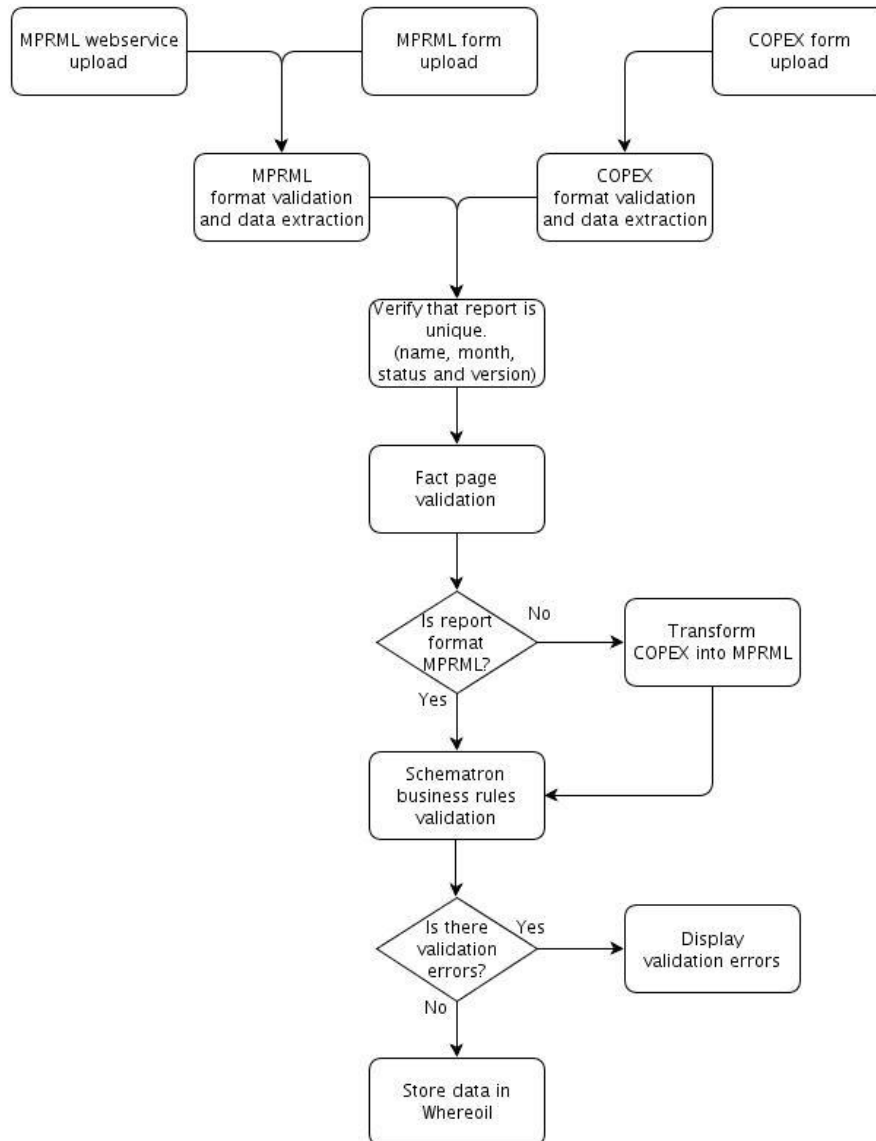 MPRML webservice
upload
MPRML form
upload
COPEX form
upload
MPRML
format validation
and data extraction
COPEX
format validation
and data extraction
Verify that report is
unique.
(name, month,
status and version)
Fact page
validation
Is report
format
MPRML?
No
Transform
COPEX into MPRML
Yes
Schematron
business rules
validation
Is there
validation
errors?
Yes
Display
validation errors
No
Store data in
Whereoil